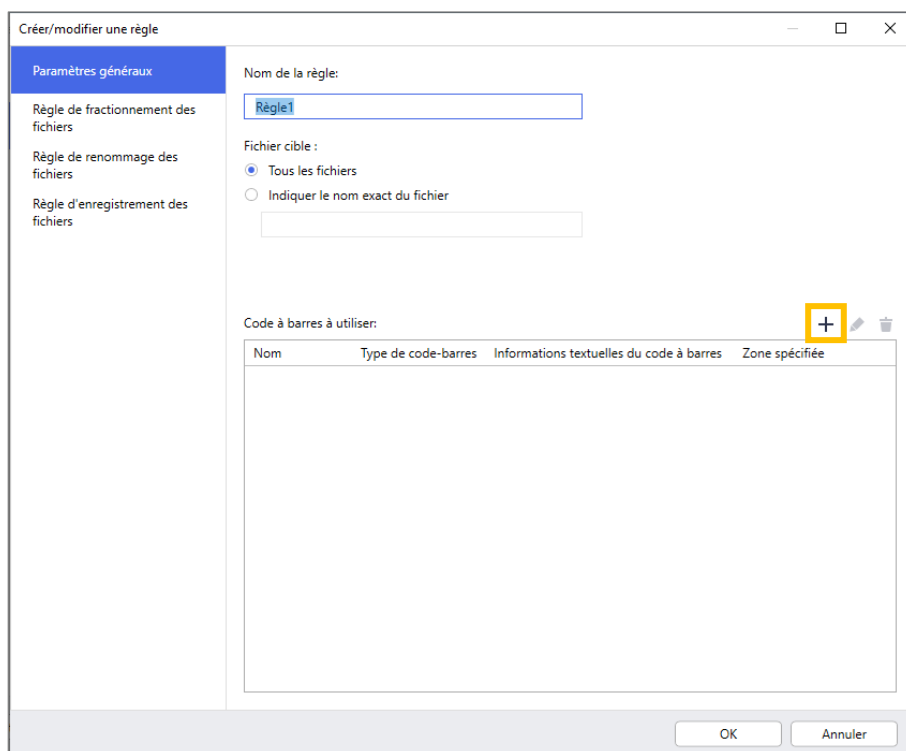 Créer/modifier une règle
Paramètres généraux
Règle de fractionnement des
fichiers
Règle de renommage des
fichiers
Règle d'enregistrement des
fichiers
Nom de la règle:
Règle1
Fichier cible :
Tous les fichiers
Indiquer le nom exact du fichier
Code à barres à utiliser:
Nom Type de code-barres Informations textuelles du code à barres Zone spécifiée
OK Annuler